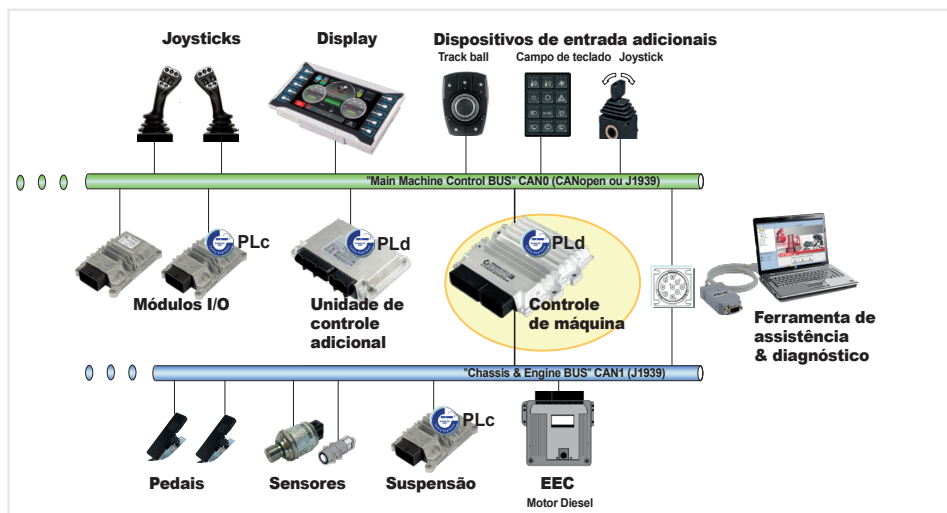 Joysticks
Display
Dispositivos de entrada adicionais
Track ball
Campo de teclado
Joystick
"Main Machine Control BUS" CAN0 (CANopen ou J1939)
PLc
PLd
PLd
Módulos I/O
Unidade de
controle
adicional
Controle
de máquina
Ferramenta de
assistência
& diagnóstico
"Chassis & Engine BUS" CAN1 (J1939)
PLc
Pedais
Sensores
Suspensão
EEC
Motor Diesel